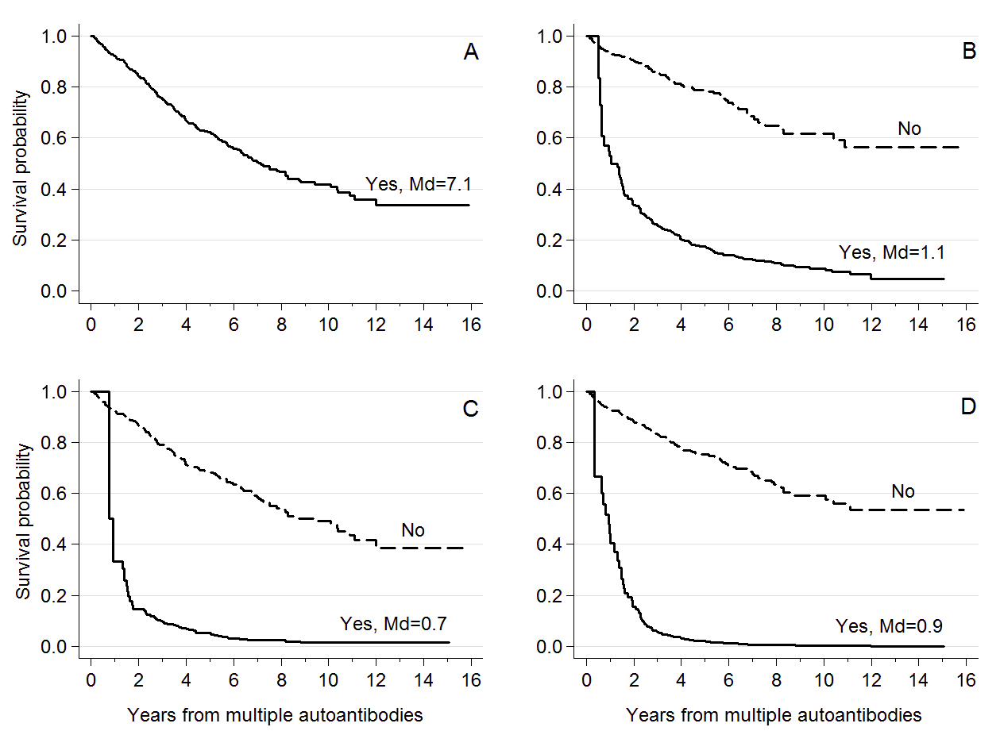 A
Survival probability
1.0
0.8
0.6
0.4
0.2
0.0
Yes, Md=7.1
0 2 4 6 8 10 12 14 16
B
1.0
0.8
0.6
0.4
0.2
0.0
No
Yes, Md=1.1
0 2 4 6 8 10 12 14 16
C
Survival probability
1.0
0.8
0.6
0.4
0.2
0.0
No
Yes, Md=0.7
0 2 4 6 8 10 12 14 16
Years from multiple autoantibodies
D
1.0
0.8
0.6
0.4
0.2
0.0
No
Yes, Md=0.9
0 2 4 6 8 10 12 14 16
Years from multiple autoantibodies